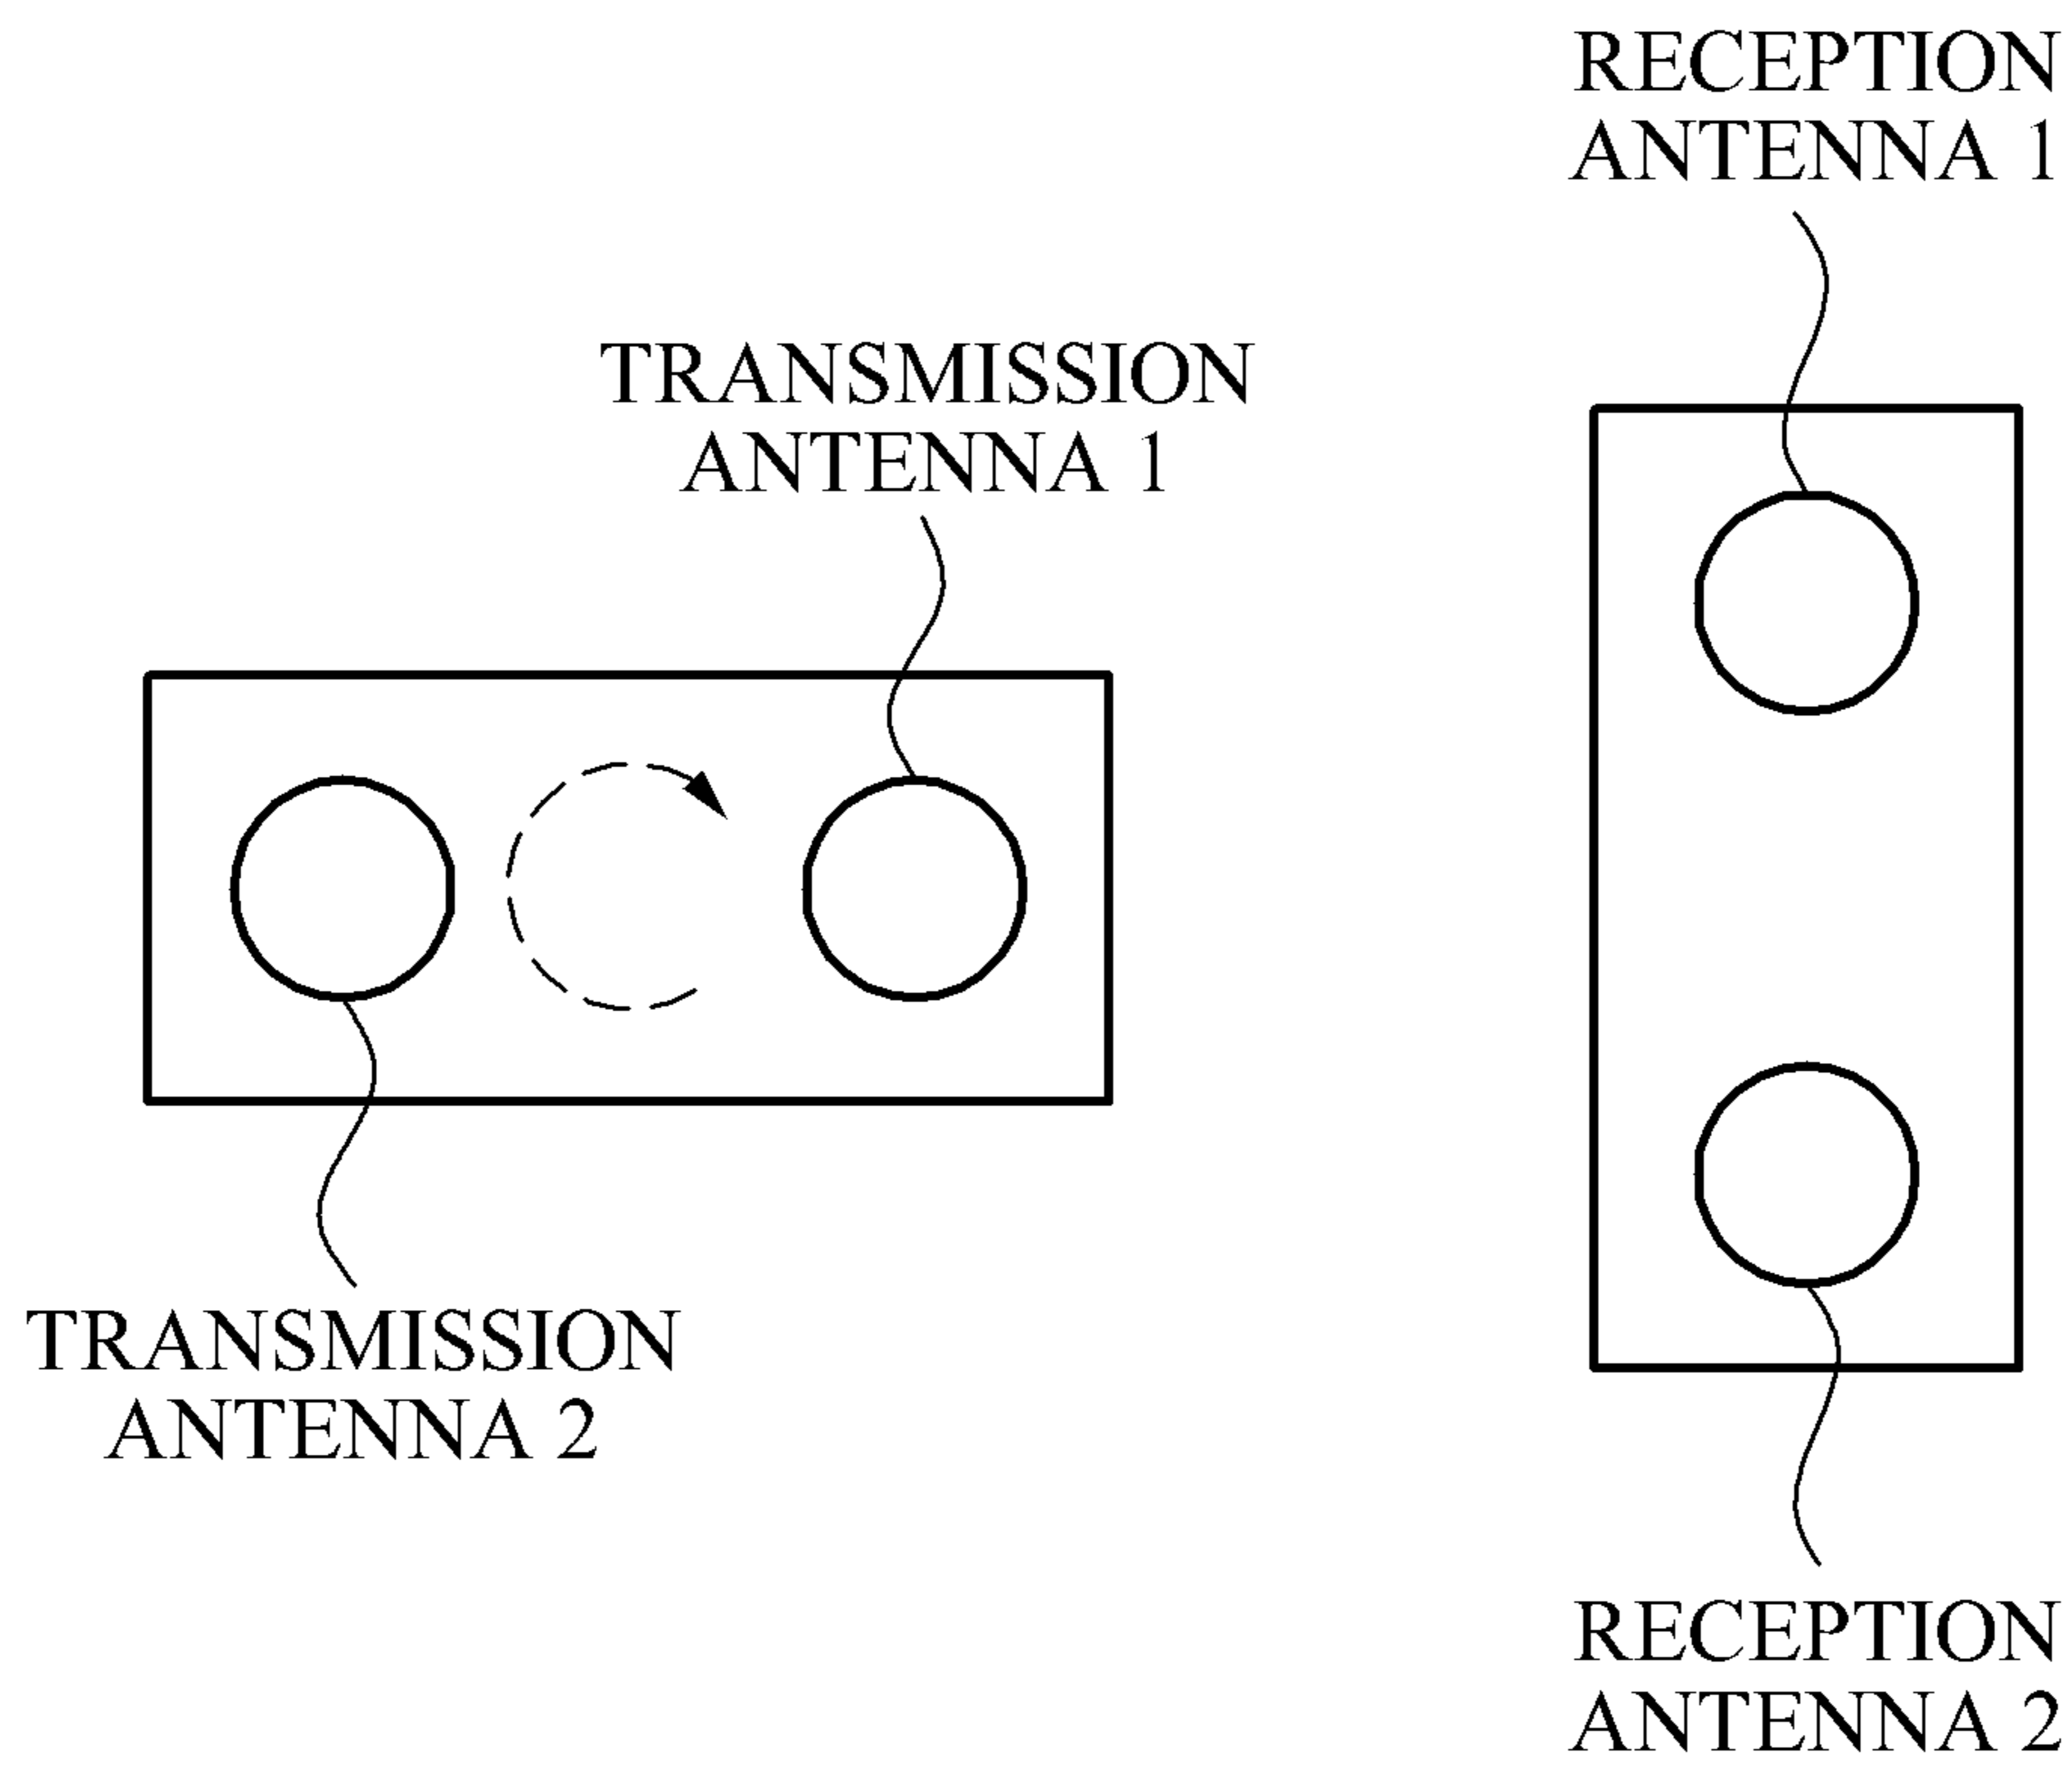 RECEPTION
ANTENNA 1
TRANSMISSION
ANTENNA 1
TRANSMISSION
ANTENNA 2
RECEPTION
ANTENNA 2